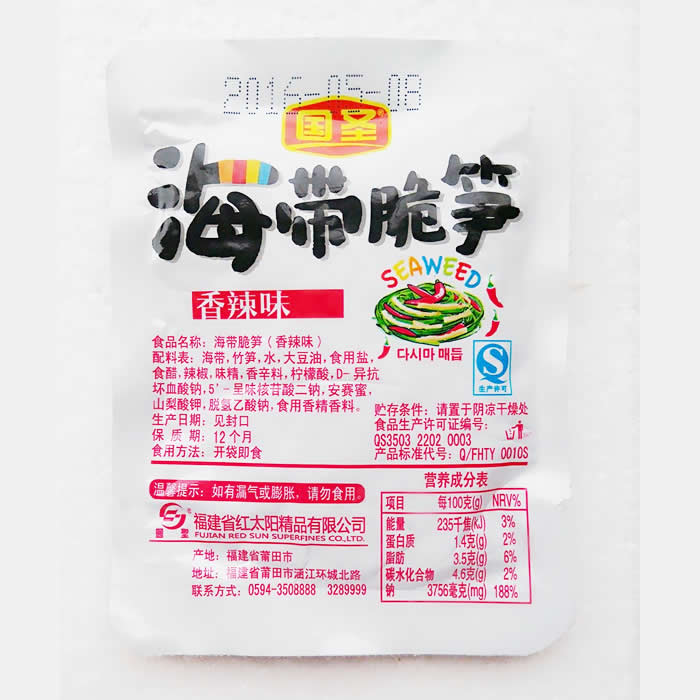 2016-05-08
国圣®
海带脆笋
SEAWEED
香辣味
다시마 매듭
食品名称：海带脆笋（香辣味）
配料表：海带，竹笋，水，大豆油，食用盐，
食醋，辣椒，味精，香辛料，柠檬酸，D-异抗
坏血酸钠，5'-呈味核苷酸二钠，安赛蜜，
山梨酸钾，脱氢乙酸钠，食用香精香料。
生产日期：见封口
保 质 期：12个月
食用方法：开袋即食
QS
生产许可
贮存条件：请置于阴凉干燥处
食品生产许可证编号：
QS3503 2202 0003
产品标准代号：Q/FHTY 0010S
温馨提示：如有漏气或膨胀，请勿食用。
國聖
福建省红太阳精品有限公司
FUJIAN RED SUN SUPERFINES CO.,LTD.
产地：福建省莆田市
地址：福建省莆田市涵江环城北路
联系方式：0594-3508888 3289999
营养成分表
项目 每100克(g) NRV%
能量 235千焦(KJ) 3%
蛋白质 1.4克(g) 2%
脂肪 3.5克(g) 6%
碳水化合物 4.6克(g) 2%
钠 3756毫克(mg) 188%